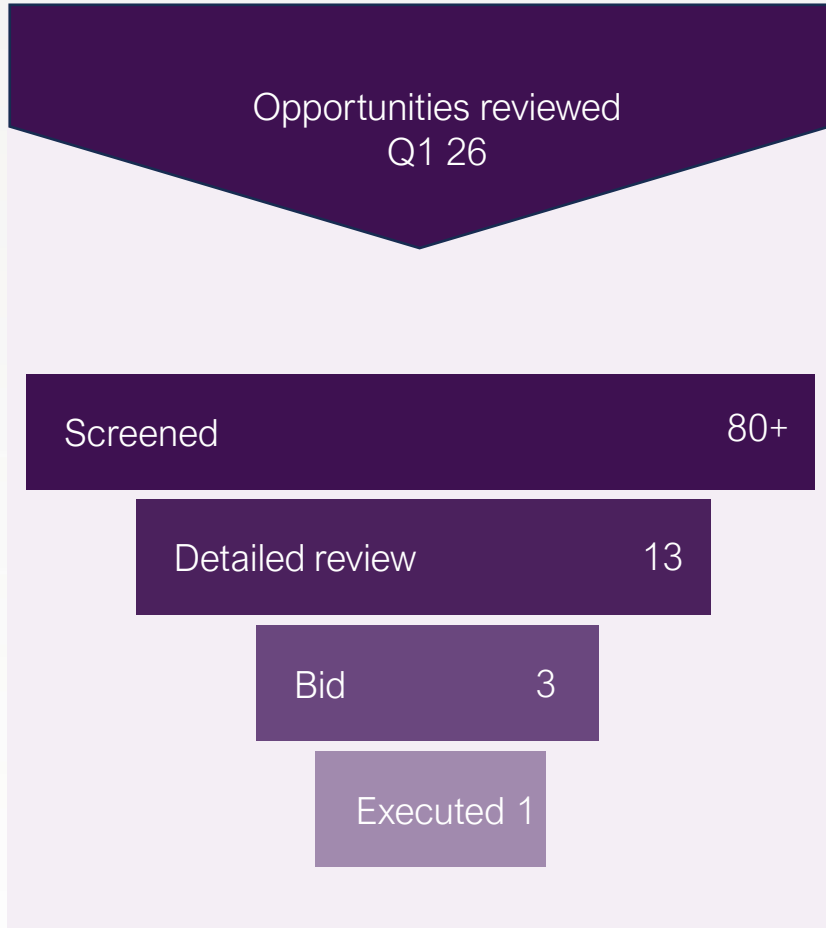 Opportunities reviewed
Q1 26
Screened 80+
Detailed review 13
Bid 3
Executed 1